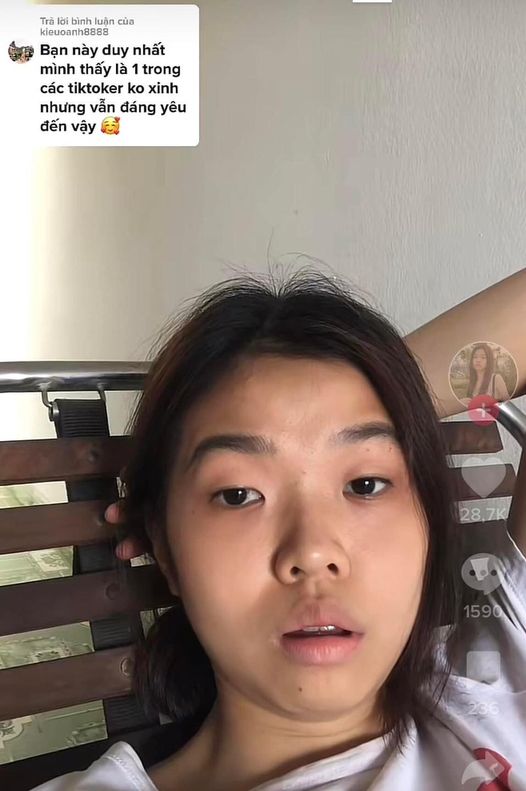 Trả lời bình luận của
kieuoanh8888
Bạn này duy nhất
mình thấy là 1 trong
các tiktoker ko xinh
nhưng vẫn đáng yêu
đến vậy 🥰
28,7K
1590
236